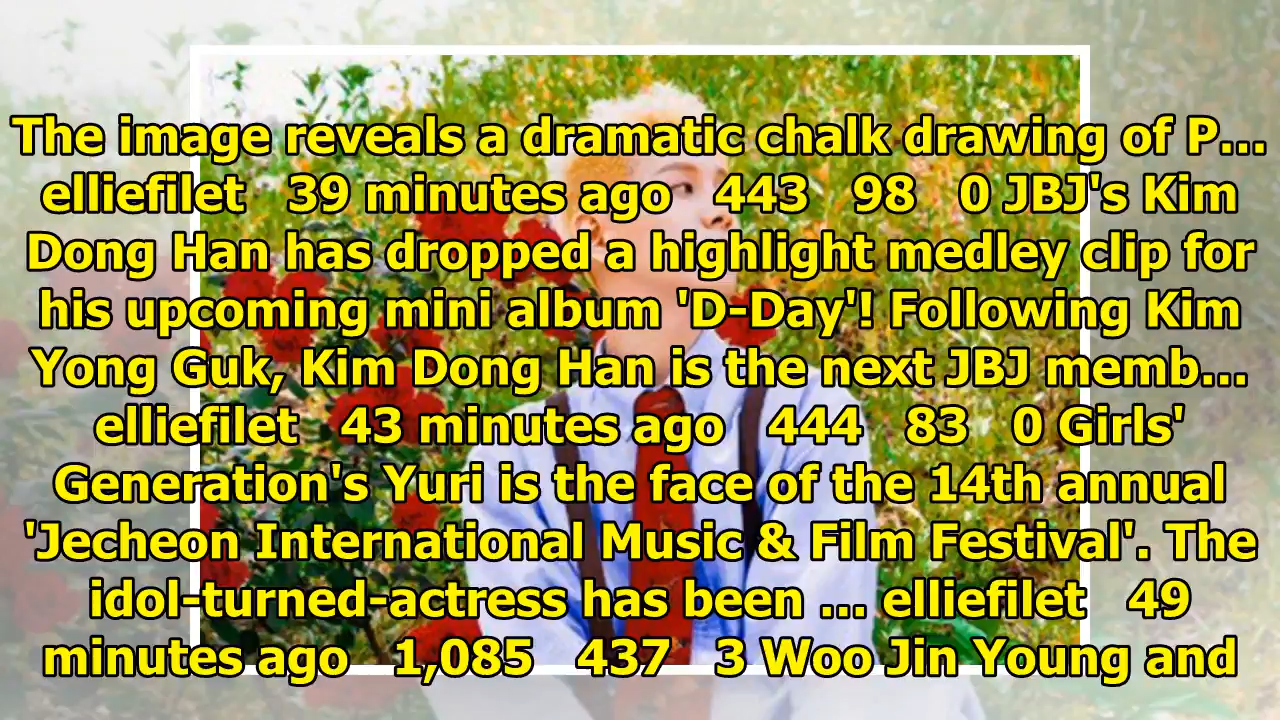 The image reveals a dramatic chalk drawing of P...
elliefilet 39 minutes ago 443 98 0 JBJ's Kim
Dong Han has dropped a highlight medley clip for
his upcoming mini album 'D-Day'! Following Kim
Yong Guk, Kim Dong Han is the next JBJ memb...
elliefilet 43 minutes ago 444 83 0 Girls'
Generation's Yuri is the face of the 14th annual
'Jecheon International Music & Film Festival'. The
idol-turned-actress has been ... elliefilet 49
minutes ago 1,085 437 3 Woo Jin Young and